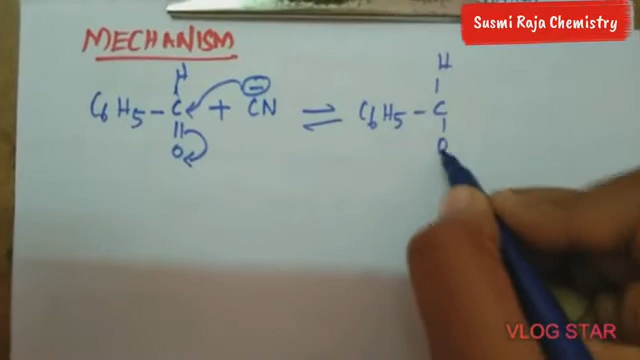 Susmi Raja Chemistry
MECHANISM
H
C6H5-C + CN ⇌
||
O
H
C6H5-C
|
O
VLOG STAR